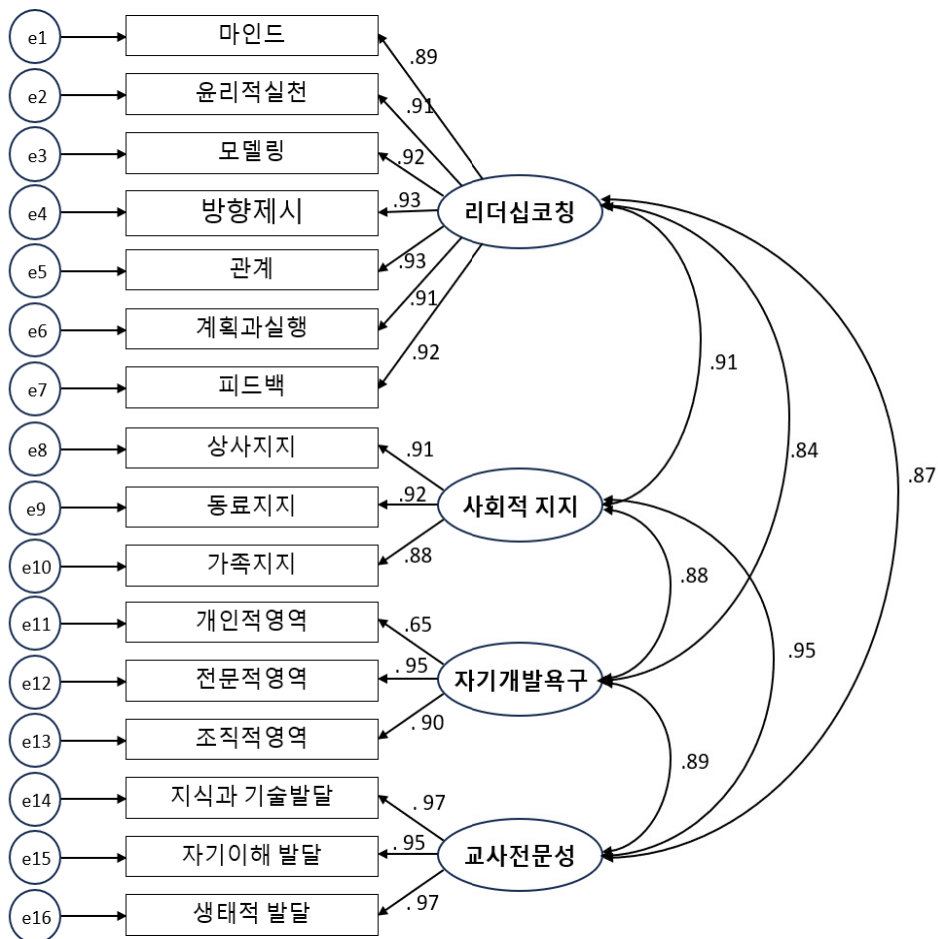 e1 마인드 .89
e2 윤리적실천 .91
e3 모델링 .92
e4 방향제시 .93 리더십코칭
e5 관계 .93
e6 계획과실행 .91
e7 피드백 .92
.91
.84
.87
e8 상사지지 .91
e9 동료지지 .92 사회적 지지
e10 가족지지 .88
.88
e11 개인적영역 .65
.95
e12 전문적영역 .95 자기개발욕구
e13 조직적영역 .90
.89
e14 지식과 기술발달 .97
e15 자기이해 발달 .95 교사전문성
e16 생태적 발달 .97